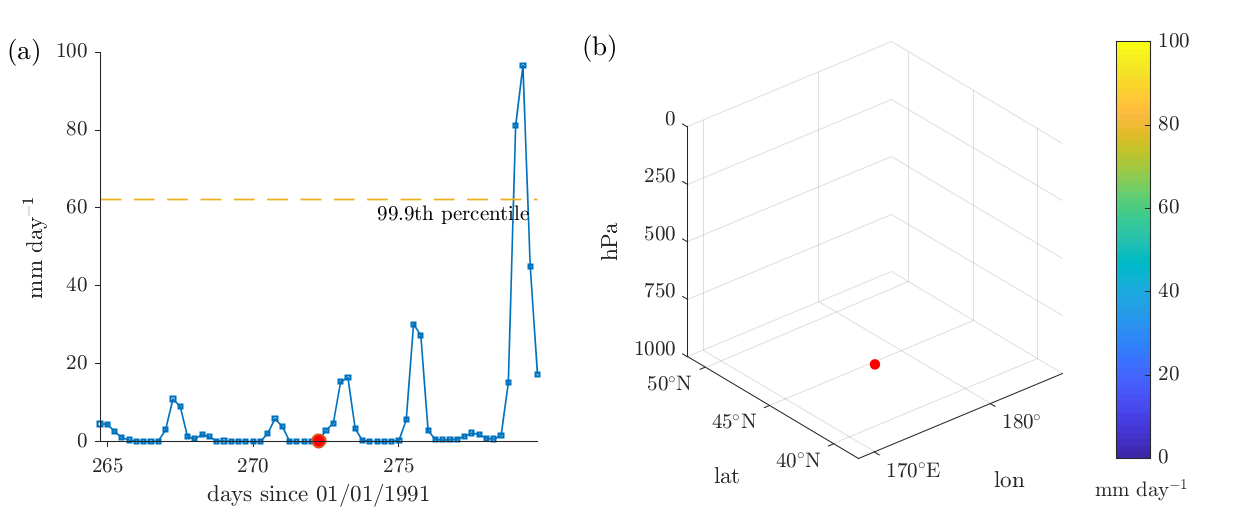 (a)
100
80
60
40
20
0
mm day⁻¹
99.9th percentile
265
270
275
days since 01/01/1991
(b)
0
250
500
750
1000
hPa
50°N
45°N
40°N
lat
170°E
180°
lon
100
80
60
40
20
0
mm day⁻¹